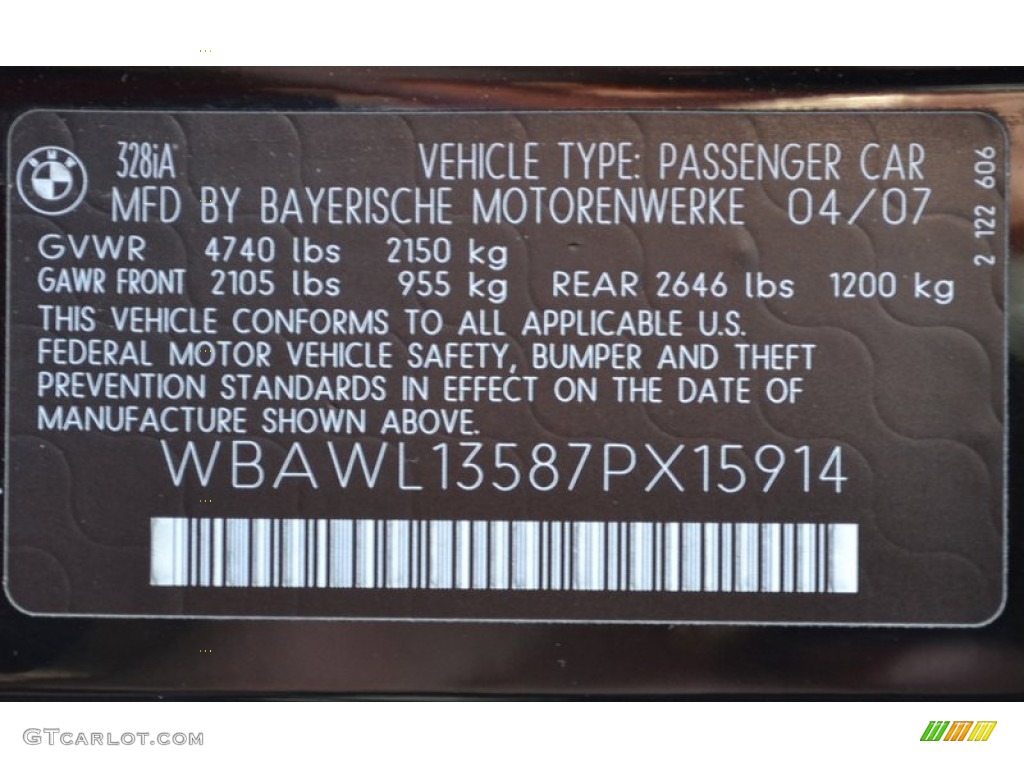 328iA VEHICLE TYPE: PASSENGER CAR
MFD BY BAYERISCHE MOTORENWERKE 04/07
GVWR 4740 lbs 2150 kg
GAWR FRONT 2105 lbs 955 kg REAR 2646 lbs 1200 kg
THIS VEHICLE CONFORMS TO ALL APPLICABLE U.S.
FEDERAL MOTOR VEHICLE SAFETY, BUMPER AND THEFT
PREVENTION STANDARDS IN EFFECT ON THE DATE OF
MANUFACTURE SHOWN ABOVE.
WBAWL13587PX15914
2 122 606
BMW
GTCARLOT.COM